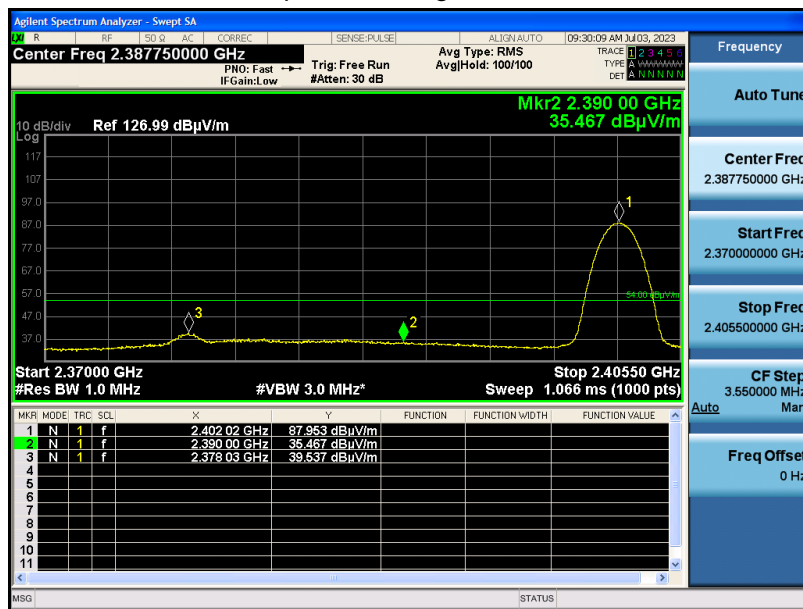 Agilent Spectrum Analyzer - Swept SA
LXI R RF 50 Ω AC CORREC SENSE:PULSE ALIGN AUTO 09:30:09 AM Jul 03, 2023
Center Freq 2.387750000 GHz
PNO: Fast
IFGain:Low
Trig: Free Run
#Atten: 30 dB
Avg Type: RMS
Avg|Hold: 100/100
TRACE 1 2 3 4 5 6
TYPE A WWWWW
DET A N N N N N
Mkr2 2.390 00 GHz
35.467 dBµV/m
10 dB/div Ref 126.99 dBµV/m
Log
117
107
97.0
87.0
77.0
67.0
57.0
47.0
37.0
1
54.00 dBµV/m
3
2
Start 2.37000 GHz Stop 2.40550 GHz
#Res BW 1.0 MHz #VBW 3.0 MHz* Sweep 1.066 ms (1000 pts)
MKR MODE TRC SCL X Y FUNCTION FUNCTION WIDTH FUNCTION VALUE
1 N 1 f 2.402 02 GHz 87.953 dBµV/m
2 N 1 f 2.390 00 GHz 35.467 dBµV/m
3 N 1 f 2.378 03 GHz 39.537 dBµV/m
4
5
6
7
8
9
10
11
MSG STATUS
Frequency
Auto Tune
Center Freq
2.387750000 GHz
Start Freq
2.370000000 GHz
Stop Freq
2.405500000 GHz
CF Step
3.550000 MHz
Auto Man
Freq Offset
0 Hz